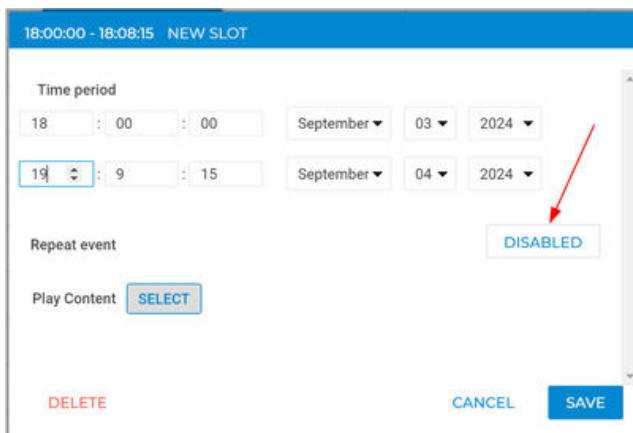 18:00:00 - 18:08:15 NEW SLOT
Time period
18 : 00 : 00 September 03 2024
19 : 9 : 15 September 04 2024
Repeat event DISABLED
Play Content SELECT
DELETE CANCEL SAVE